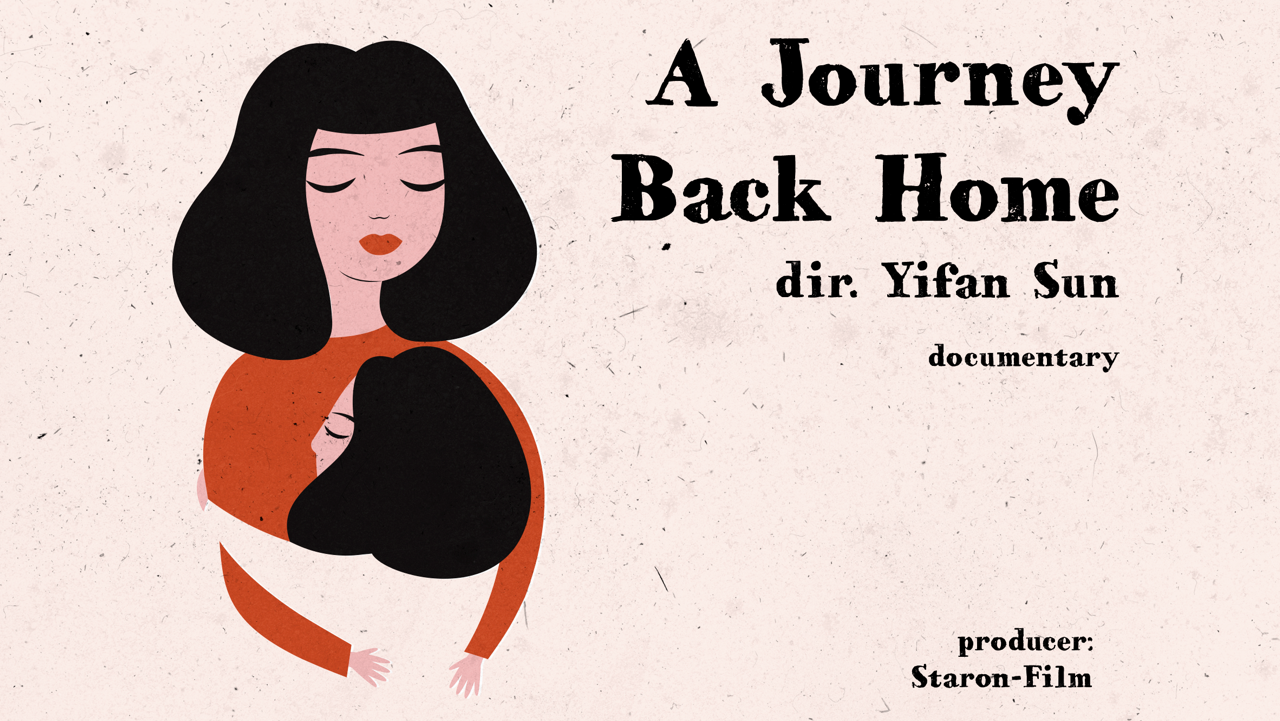 A Journey
Back Home
dir. Yifan Sun
documentary
producer:
Staron-Film